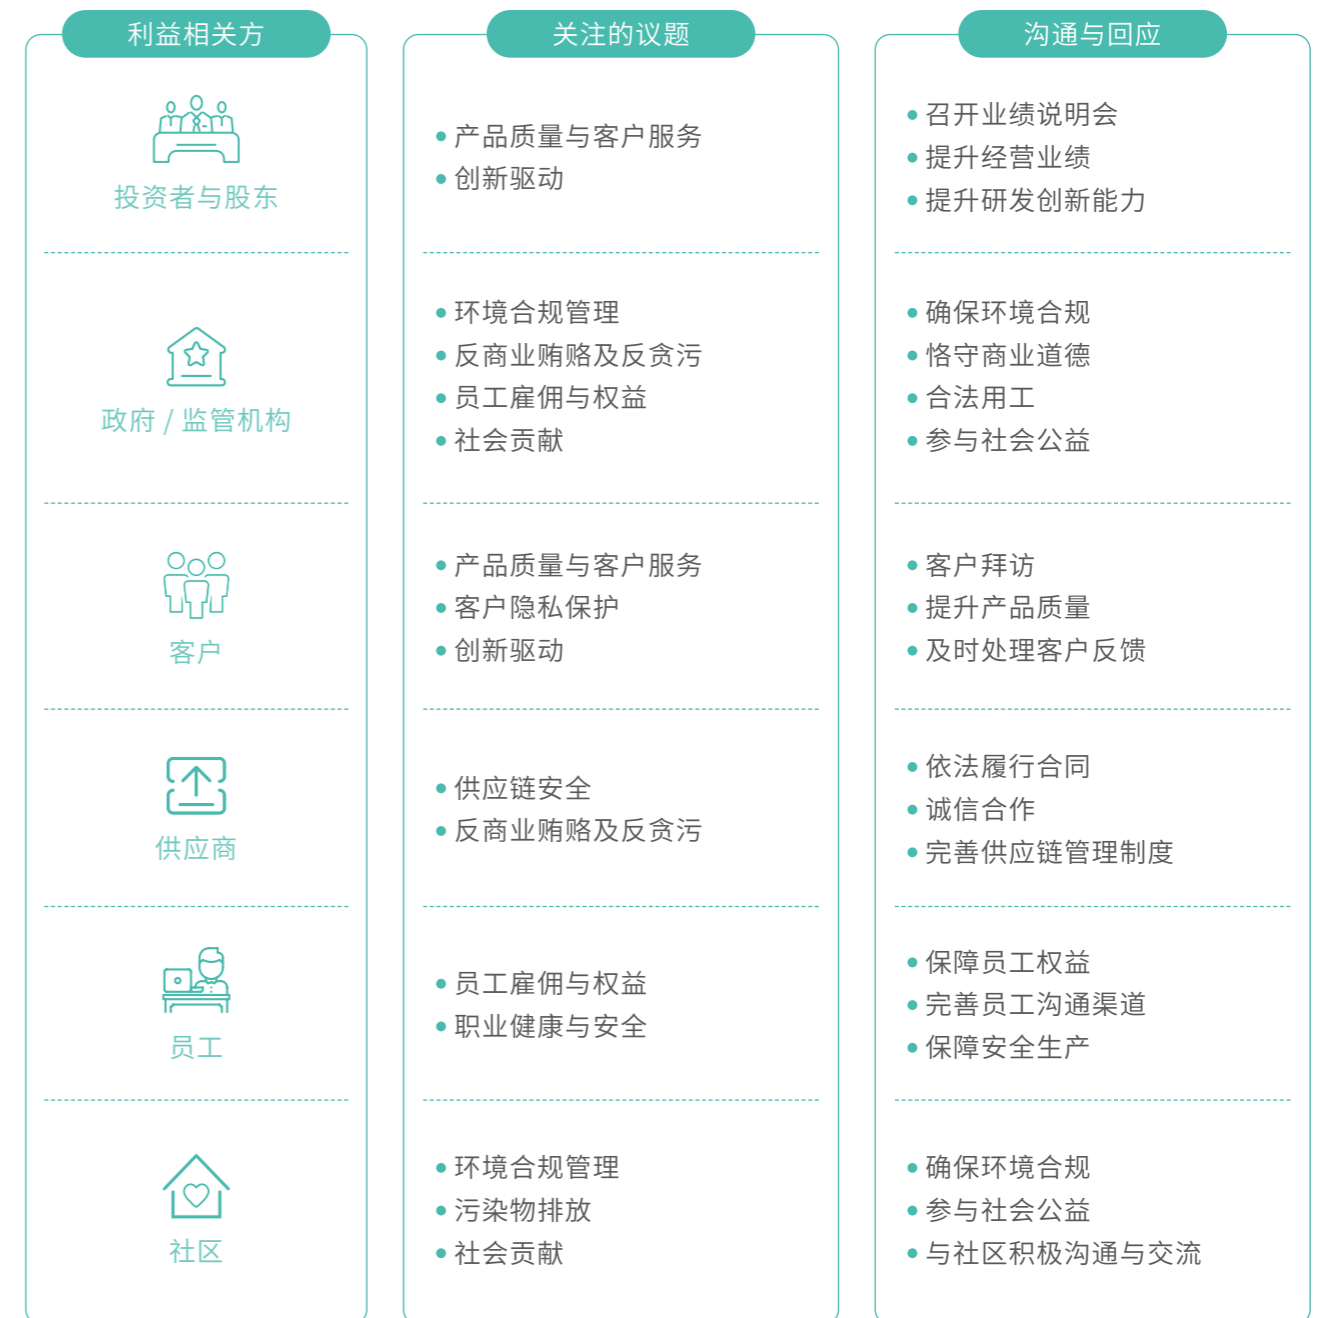 利益相关方
关注的议题
沟通与回应
投资者与股东
产品质量与客户服务
创新驱动
召开业绩说明会
提升经营业绩
提升研发创新能力
政府 / 监管机构
环境合规管理
反商业贿赂及反贪污
员工雇佣与权益
社会贡献
确保环境合规
恪守商业道德
合法用工
参与社会公益
客户
产品质量与客户服务
客户隐私保护
创新驱动
客户拜访
提升产品质量
及时处理客户反馈
供应商
供应链安全
反商业贿赂及反贪污
依法履行合同
诚信合作
完善供应链管理制度
员工
员工雇佣与权益
职业健康与安全
保障员工权益
完善员工沟通渠道
保障安全生产
社区
环境合规管理
污染物排放
社会贡献
确保环境合规
参与社会公益
与社区积极沟通与交流